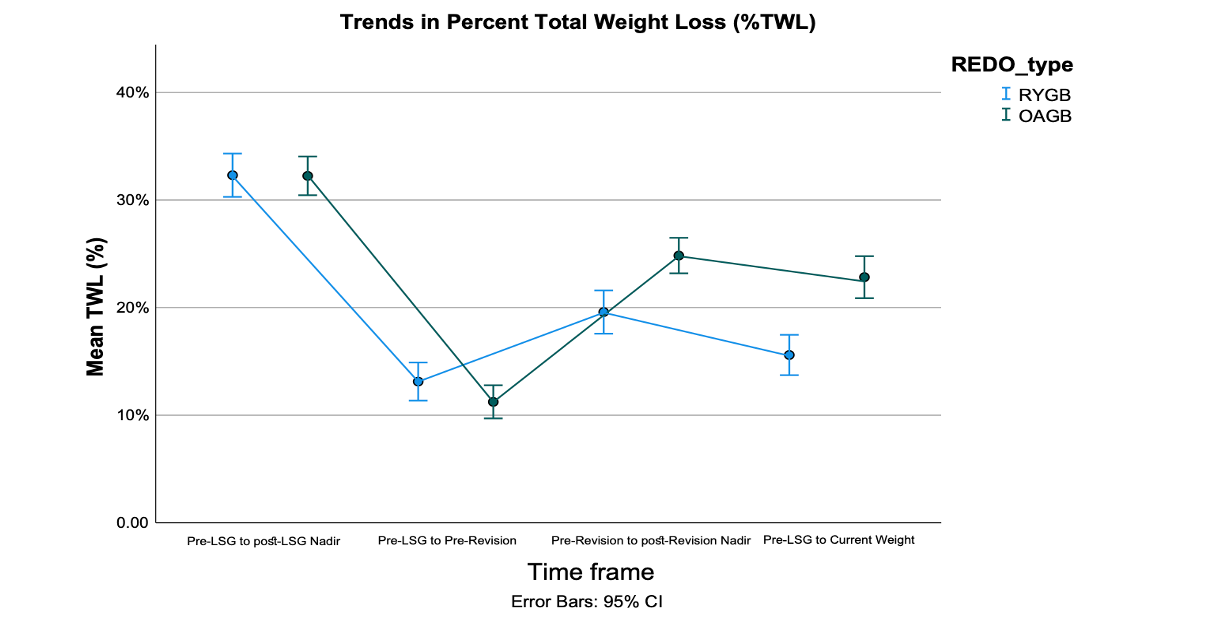 Trends in Percent Total Weight Loss (%TWL)
REDO_type
RYGB
OAGB
Mean TWL (%)
40%
30%
20%
10%
0.00
Pre-LSG to post-LSG Nadir
Pre-LSG to Pre-Revision
Pre-Revision to post-Revision Nadir
Pre-LSG to Current Weight
Time frame
Error Bars: 95% CI